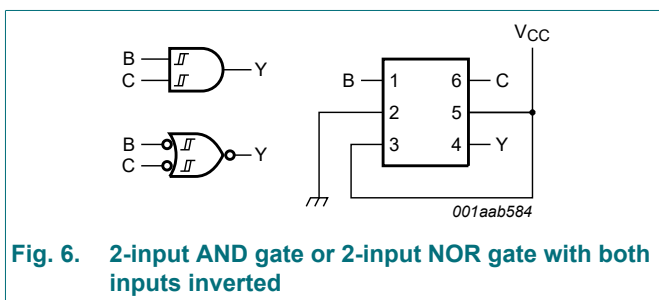 B
C
Y
B
C
Y
VCC
B
1
6
C
2
5
3
4
Y
001aab584
Fig. 6. 2-input AND gate or 2-input NOR gate with both
inputs inverted